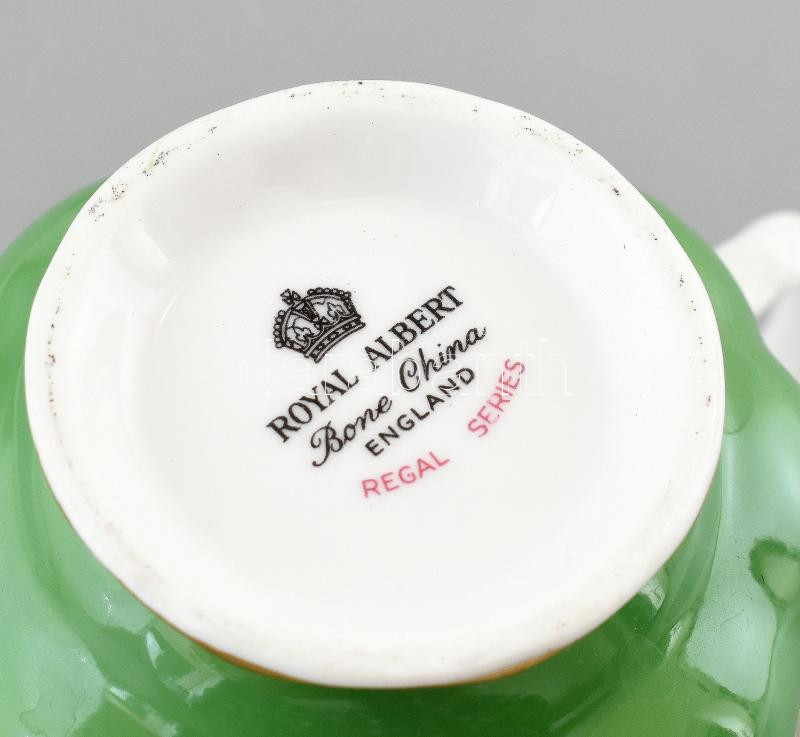 ROYAL ALBERT
Bone China
ENGLAND
REGAL SERIES